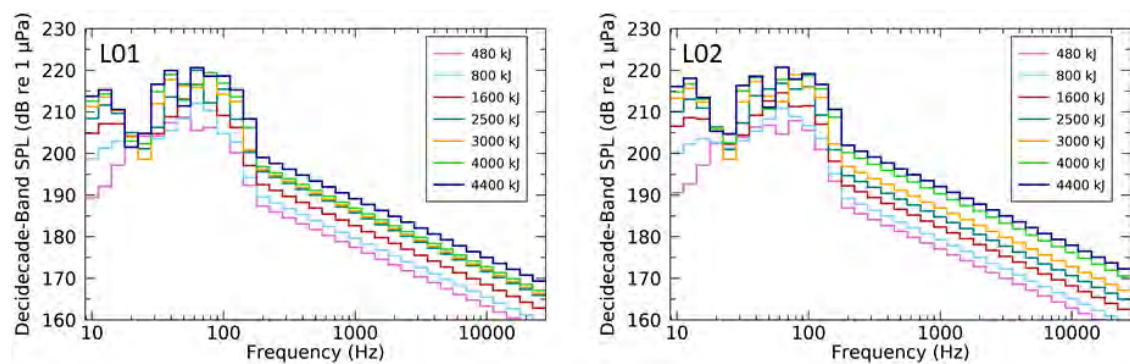 L01
Decidecade-Band SPL (dB re 1 µPa)
230
220
210
200
190
180
170
160
480 kJ
800 kJ
1600 kJ
2500 kJ
3000 kJ
4000 kJ
4400 kJ
10
100
1000
10000
Frequency (Hz)
L02
Decidecade-Band SPL (dB re 1 µPa)
230
220
210
200
190
180
170
160
480 kJ
800 kJ
1600 kJ
2500 kJ
3000 kJ
4000 kJ
4400 kJ
10
100
1000
10000
Frequency (Hz)